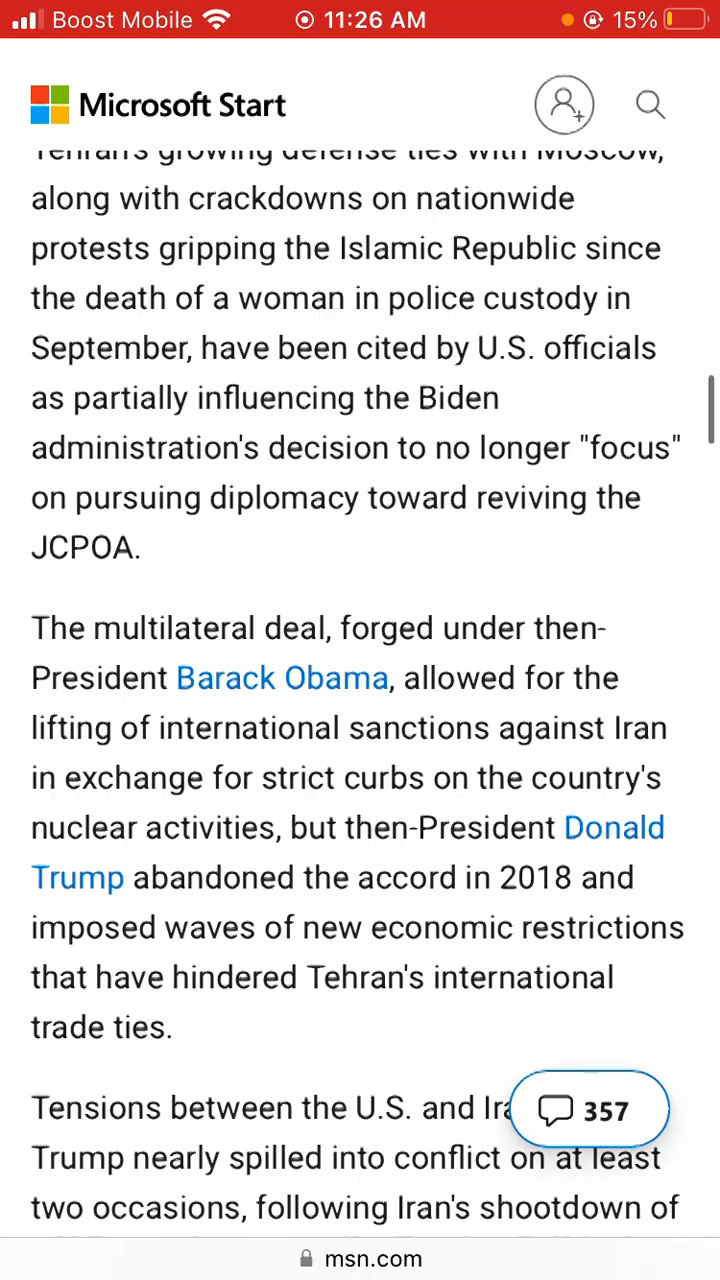 Boost Mobile 11:26 AM 15%
Microsoft Start
Tehran's growing defense ties with Moscow,
along with crackdowns on nationwide
protests gripping the Islamic Republic since
the death of a woman in police custody in
September, have been cited by U.S. officials
as partially influencing the Biden
administration's decision to no longer "focus"
on pursuing diplomacy toward reviving the
JCPOA.
The multilateral deal, forged under then-
President Barack Obama, allowed for the
lifting of international sanctions against Iran
in exchange for strict curbs on the country's
nuclear activities, but then-President Donald
Trump abandoned the accord in 2018 and
imposed waves of new economic restrictions
that have hindered Tehran's international
trade ties.
Tensions between the U.S. and
357
Trump nearly spilled into conflict on at least
two occasions, following Iran's shootdown of
msn.com